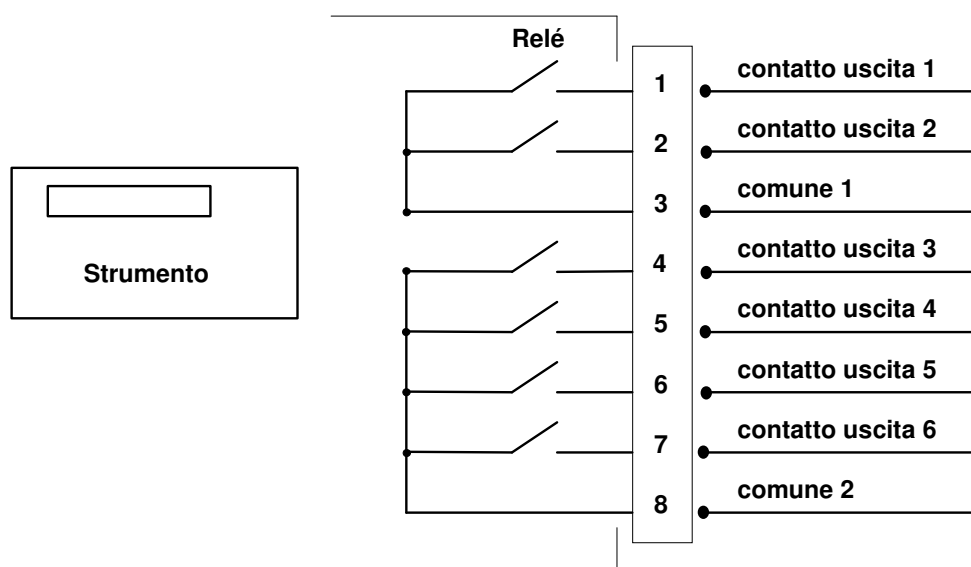 Relé
1 contatto uscita 1
2 contatto uscita 2
3 comune 1
Strumento
4 contatto uscita 3
5 contatto uscita 4
6 contatto uscita 5
7 contatto uscita 6
8 comune 2